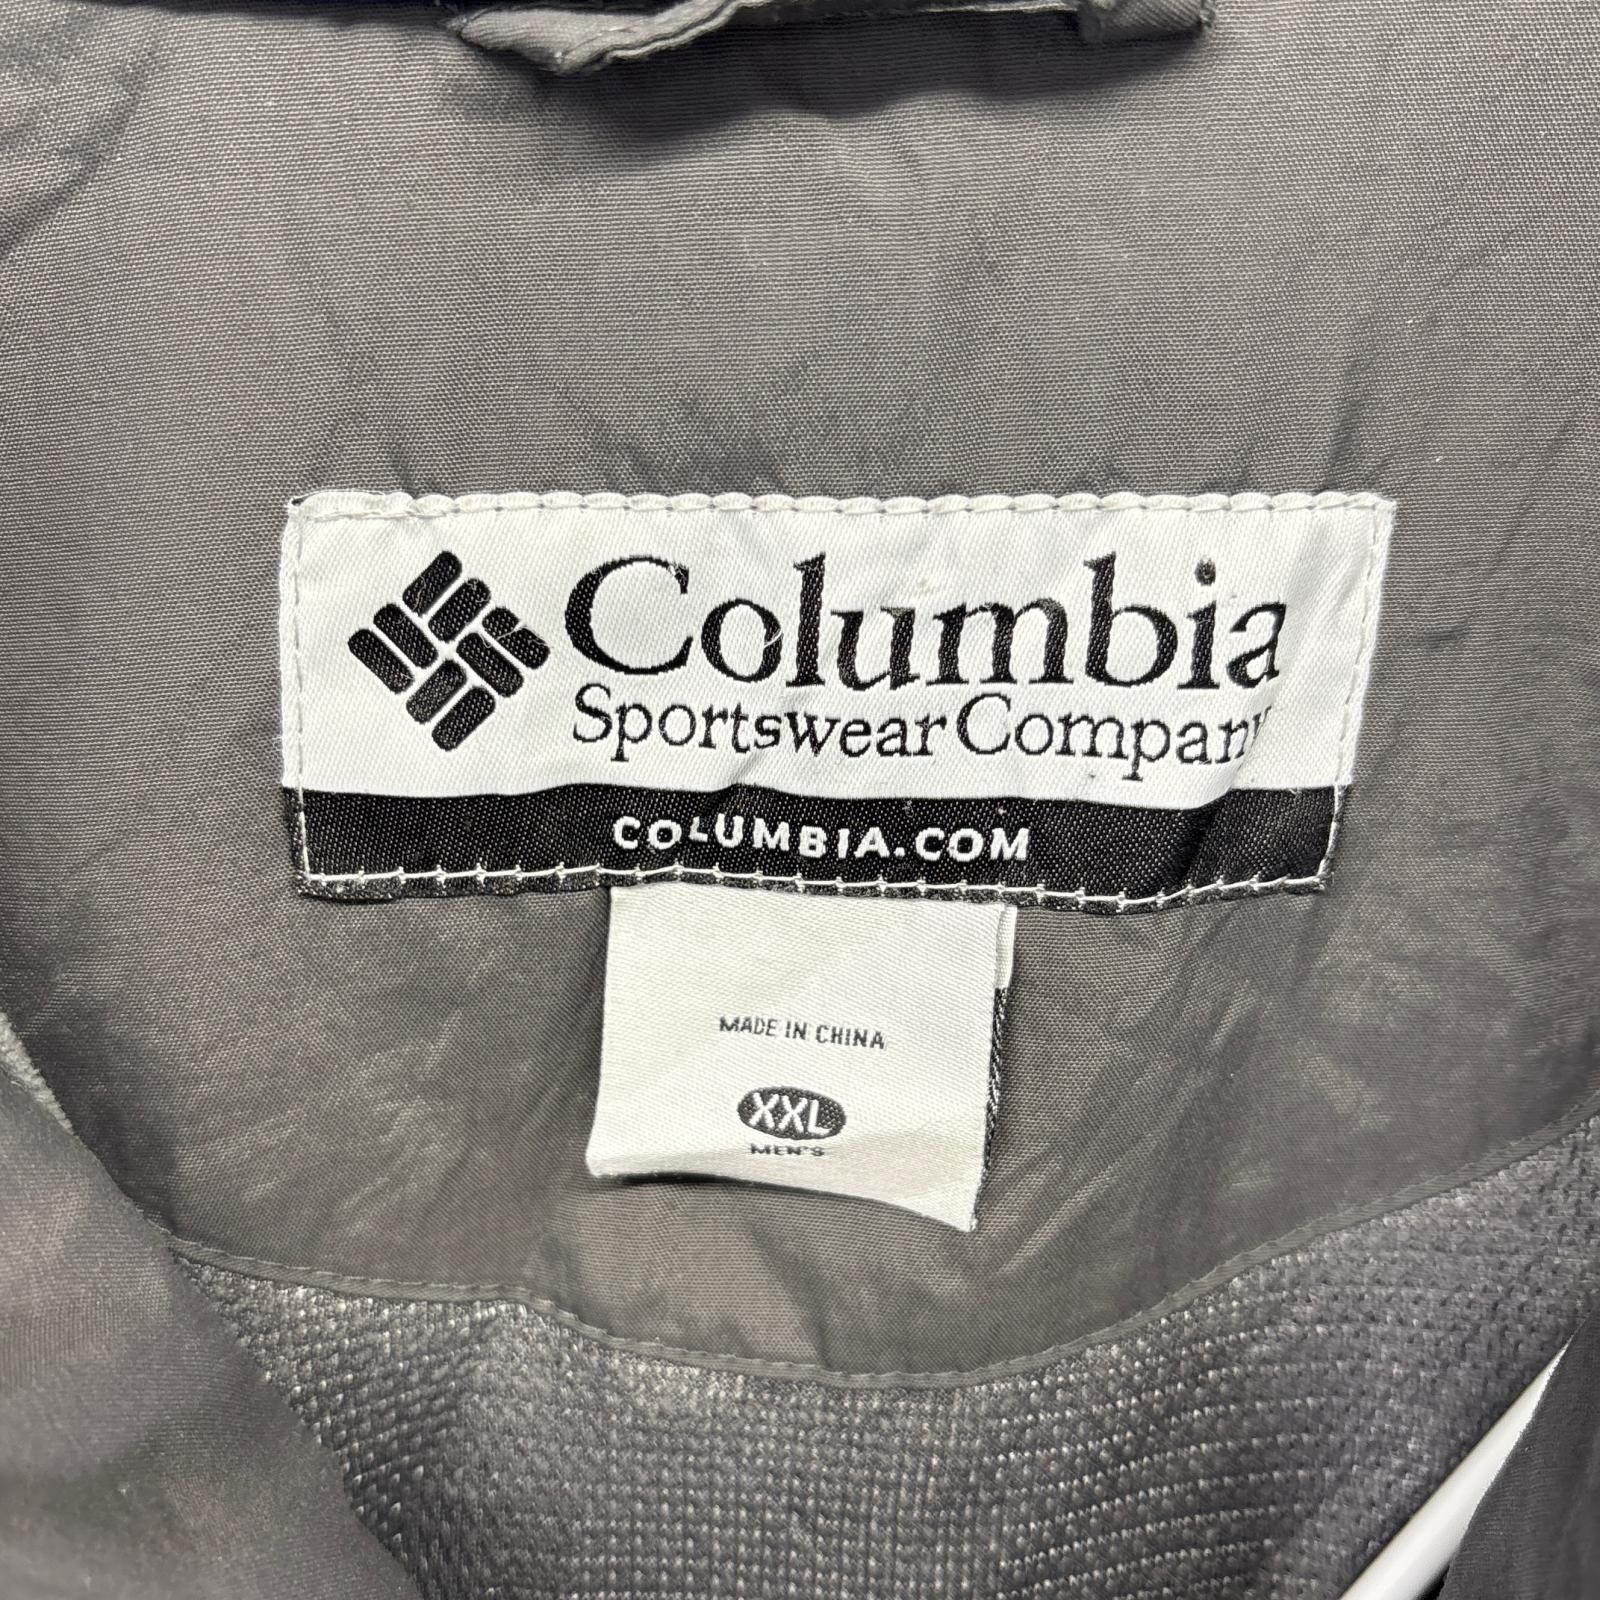 Columbia
Sportswear Company
COLUMBIA.COM
MADE IN CHINA
XXL
MEN'S